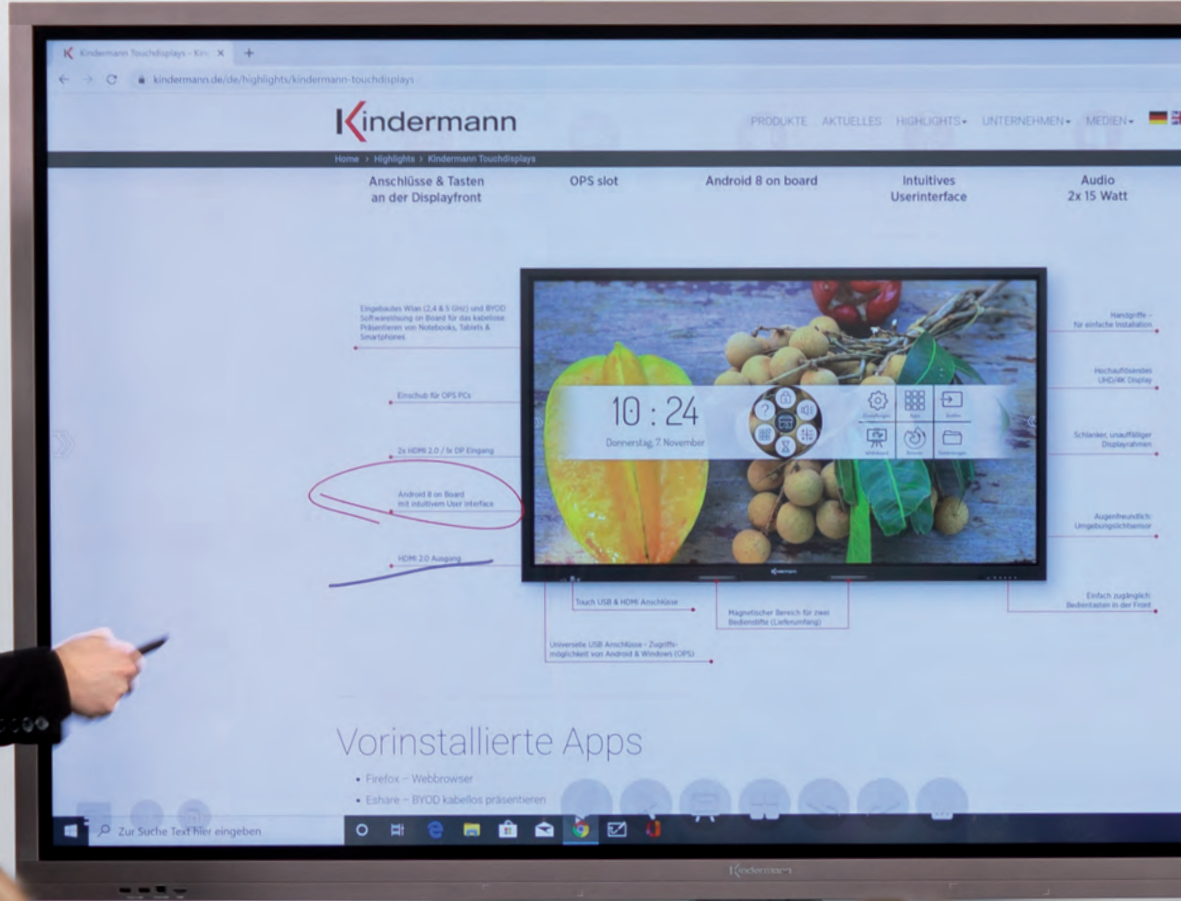 Kindermann Touchdisplays - Kin
kindermann.de/de/highlights/kindermann-touchdisplays
Kindermann
PRODUKTE AKTUELLES HIGHLIGHTS UNTERNEHMEN MEDIEN
Home > Highlights > Kindermann Touchdisplays
Anschlüsse & Tasten
an der Displayfront
OPS slot
Android 8 on board
Intuitives
Userinterface
Audio
2x 15 Watt
Eingebautes Wlan (2,4 & 5 GHz) und BYOD
Softwarelösung on Board für das kabellose
Präsentieren von Notebooks, Tablets &
Smartphones
Einschub für OPS PCs
2x HDMI 2.0 / 1x DP Eingang
Android 8 on Board
mit intuitivem User Interface
HDMI 2.0 Ausgang
10 : 24
Donnerstag, 7. November
Einstellungen
Apps
Whiteboard
Browser
Kindermann
Handgriffe –
für einfache Installation
Hochauflösendes
UHD/4K Display
Schlanker, unauffälliger
Displayrahmen
Augenfreundlich:
Umgebungslichtsensor
Einfach zugänglich:
Bedientasten in der Front
Touch USB & HDMI Anschlüsse
Magnetischer Bereich für zwei
Bedienstifte (Lieferumfang)
Universelle USB Anschlüsse - Zugriffs-
möglichkeit von Android & Windows (OPS)
Vorinstallierte Apps
• Firefox – Webbrowser
• Eshare – BYOD kabellos präsentieren
Zur Suche Text hier eingeben
Kindermann